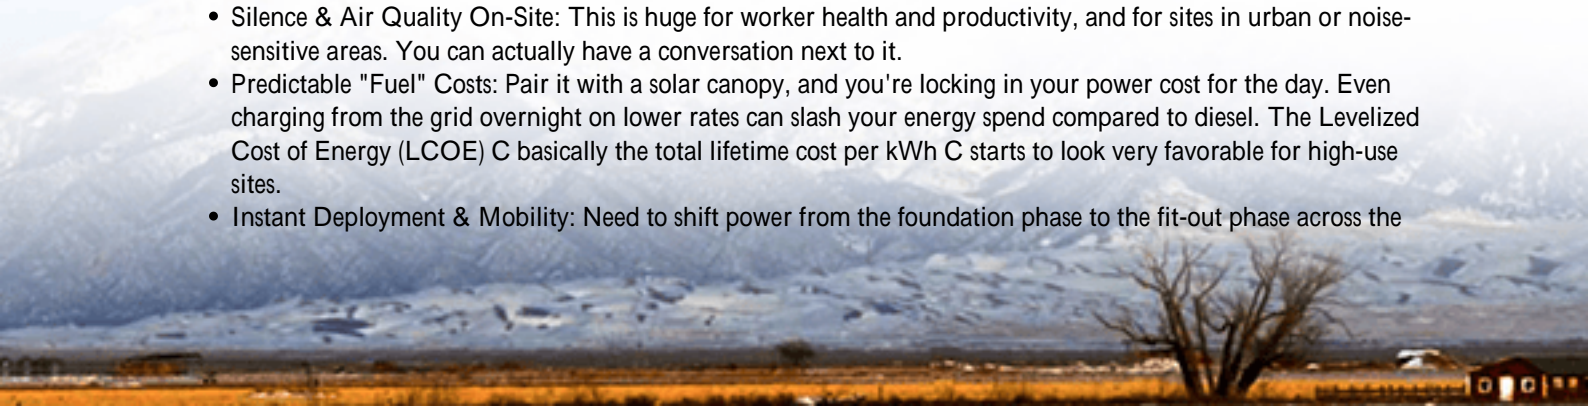 • Silence & Air Quality On-Site: This is huge for worker health and productivity, and for sites in urban or noise-
sensitive areas. You can actually have a conversation next to it.
• Predictable "Fuel" Costs: Pair it with a solar canopy, and you're locking in your power cost for the day. Even
charging from the grid overnight on lower rates can slash your energy spend compared to diesel. The Levelized
Cost of Energy (LCOE) C basically the total lifetime cost per kWh C starts to look very favorable for high-use
sites.
• Instant Deployment & Mobility: Need to shift power from the foundation phase to the fit-out phase across the